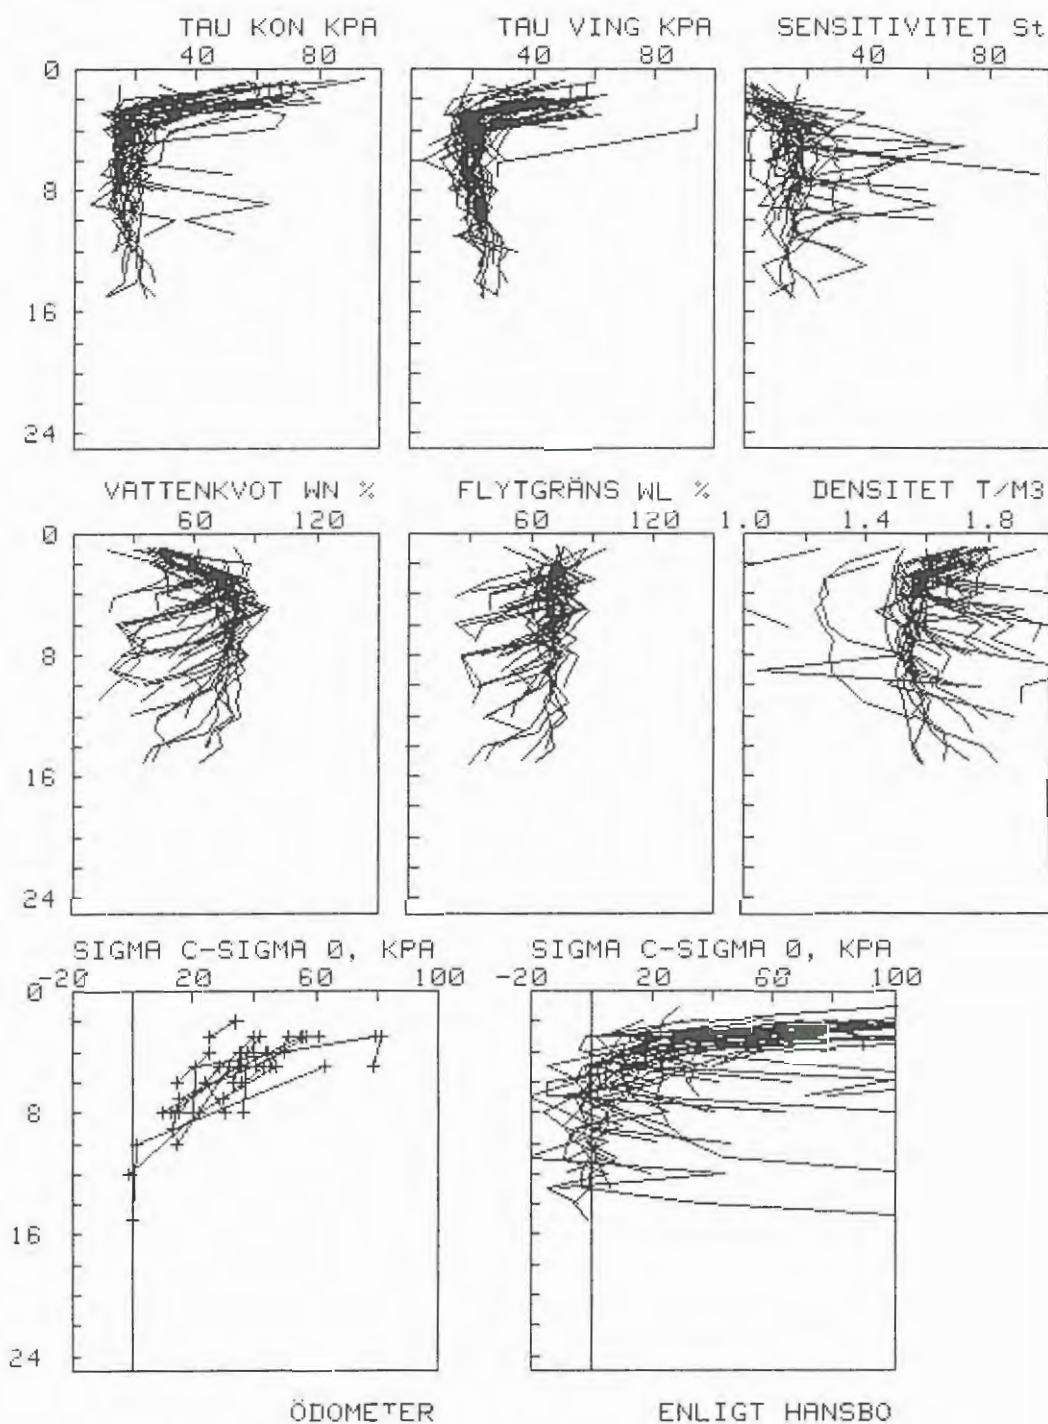 TAU KON KPA TAU VING KPA SENSITIVITET St
40 80 40 80 40 80
0
8
16
24
VATTENKVOT WN % FLYTGRÄNS WL % DENSITET T/M3
60 120 60 120 1.0 1.4 1.8
0
8
16
24
SIGMA C-SIGMA 0, KPA SIGMA C-SIGMA 0, KPA
-20 20 60 100 -20 20 60 100
0
8
16
24
ÖDOMETER ENLIGT HANSBO